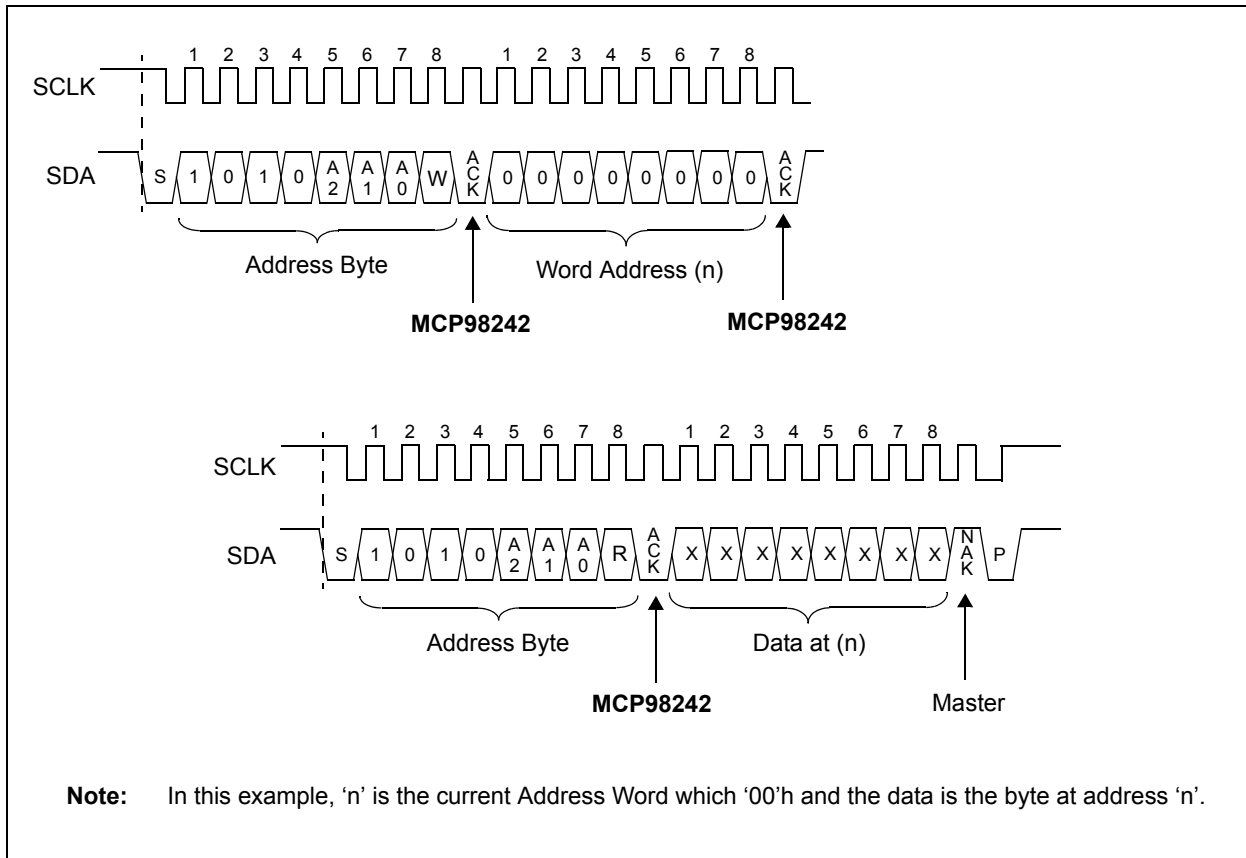 1 2 3 4 5 6 7 8 1 2 3 4 5 6 7 8
SCLK
SDA S 1 0 1 0 A2 A1 A0 W ACK 0 0 0 0 0 0 0 0 ACK
Address Byte Word Address (n)
MCP98242 MCP98242
1 2 3 4 5 6 7 8 1 2 3 4 5 6 7 8
SCLK
SDA S 1 0 1 0 A2 A1 A0 R ACK X X X X X X X X NAK P
Address Byte Data at (n)
MCP98242 Master
Note: In this example, ‘n’ is the current Address Word which ‘00’h and the data is the byte at address ‘n’.